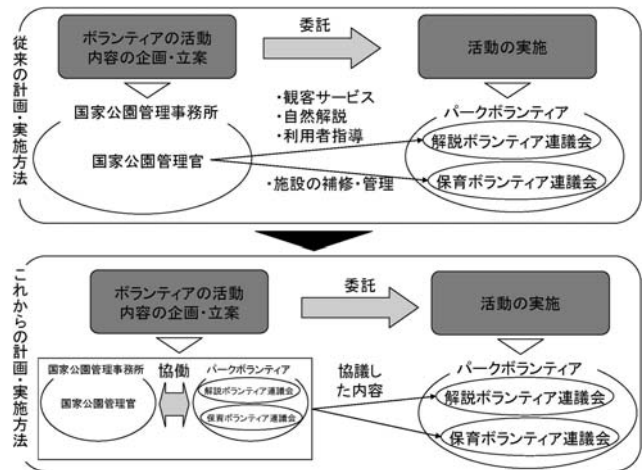 従来の計画・実施方法
ボランティアの活動
内容の企画・立案
委託
活動の実施
国家公園管理事務所
国家公園管理官
・観客サービス
・自然解説
・利用者指導
・施設の補修・管理
パークボランティア
解説ボランティア連議会
保育ボランティア連議会
これからの計画・実施方法
ボランティアの活動
内容の企画・立案
委託
活動の実施
国家公園管理事務所
国家公園管理官
協働
パークボランティア
解説ボランティア連議会
保育ボランティア連議会
協議し
た内容
パークボランティア
解説ボランティア連議会
保育ボランティア連議会